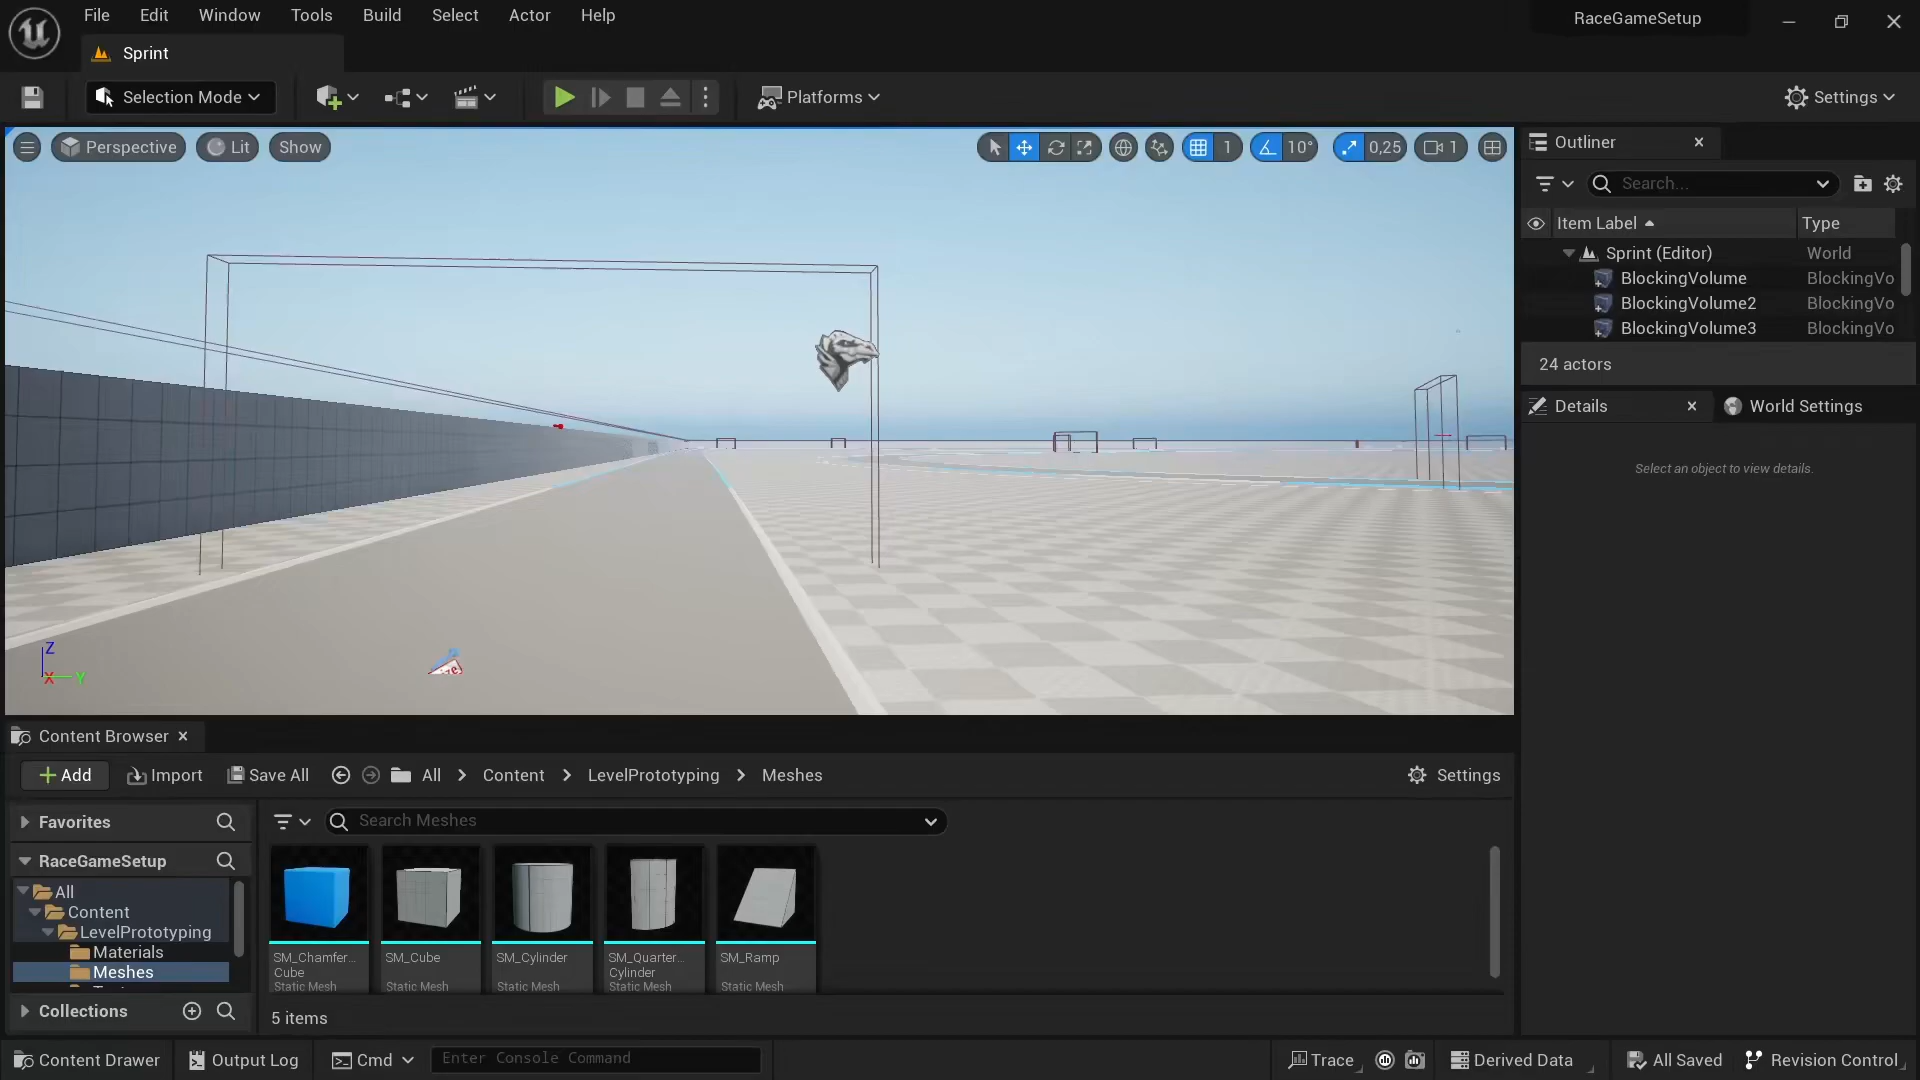 File Edit Window Tools Build Select Actor Help
RaceGameSetup
Sprint
Selection Mode
Platforms
Settings
Perspective Lit Show
1 10° 0,25 1
Outliner
Search...
Item Label Type
Sprint (Editor) World
BlockingVolume BlockingVo
BlockingVolume2 BlockingVo
BlockingVolume3 BlockingVo
24 actors
Details World Settings
Select an object to view details.
Z
X Y
Content Browser
Add Import Save All All Content LevelPrototyping Meshes Settings
Favorites
Search Meshes
RaceGameSetup
All
Content
LevelPrototyping
Materials
Meshes
Collections
SM_Chamfer...
Cube
Static Mesh
SM_Cube
Static Mesh
SM_Cylinder
Static Mesh
SM_Quarter...
Cylinder
Static Mesh
SM_Ramp
Static Mesh
5 items
Content Drawer Output Log Cmd Enter Console Command Trace Derived Data All Saved Revision Control